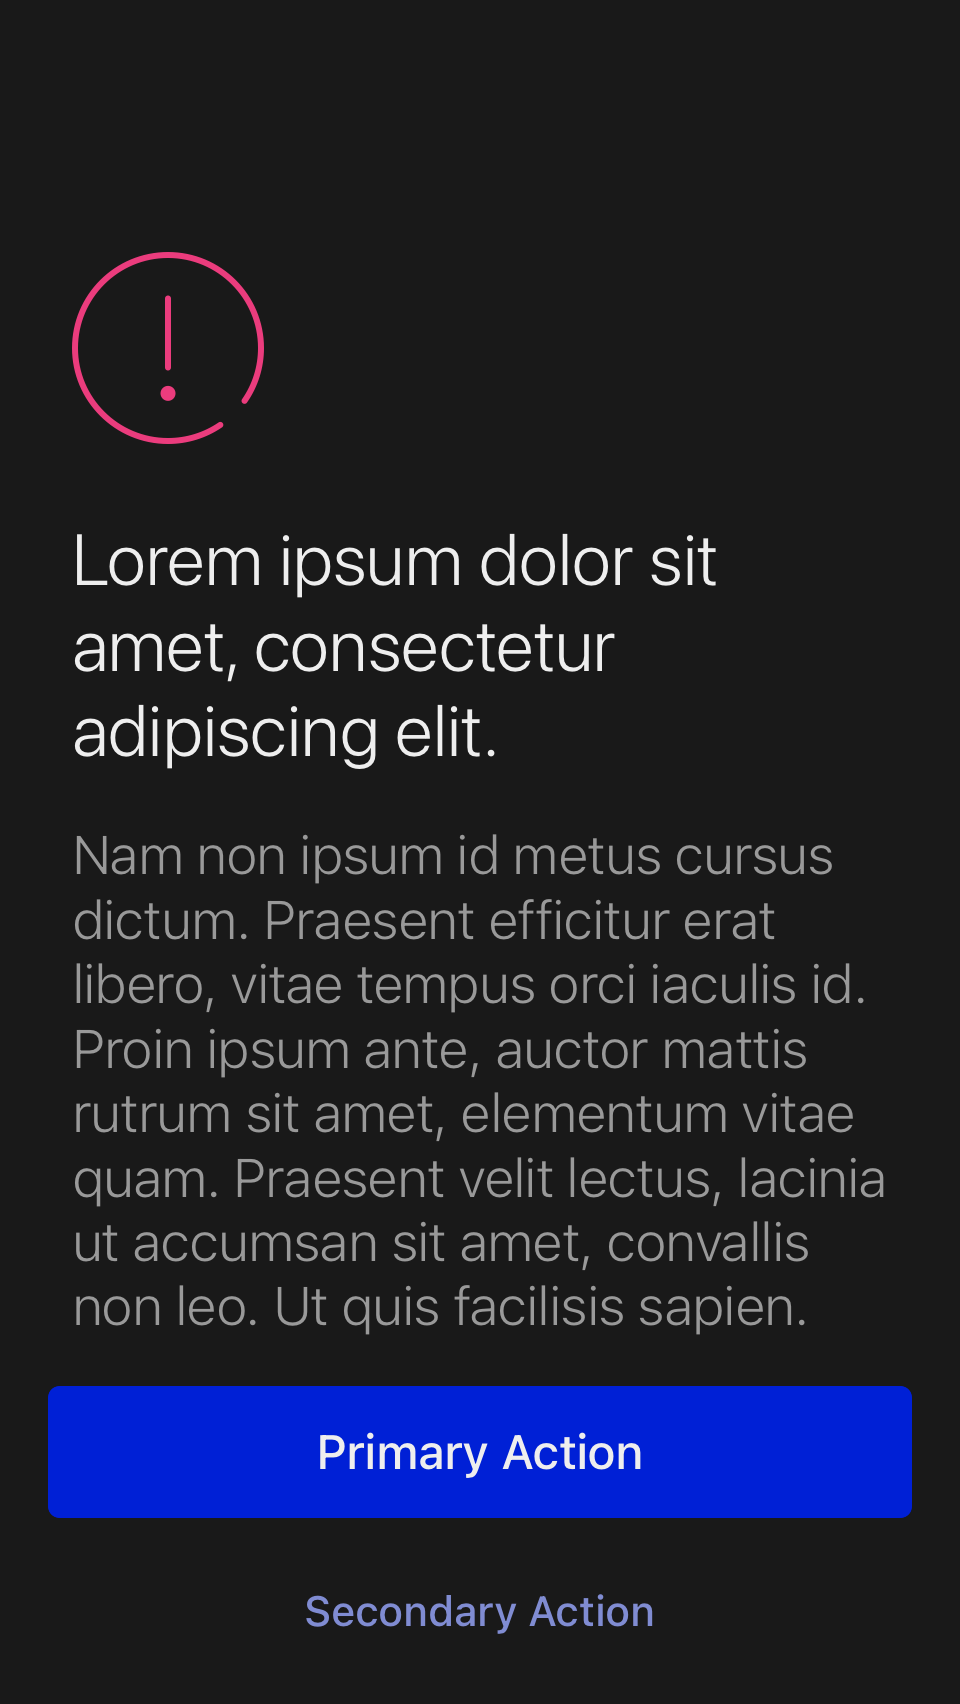 Lorem ipsum dolor sit
amet, consectetur
adipiscing elit.
Nam non ipsum id metus cursus
dictum. Praesent efficitur erat
libero, vitae tempus orci iaculis id.
Proin ipsum ante, auctor mattis
rutrum sit amet, elementum vitae
quam. Praesent velit lectus, lacinia
ut accumsan sit amet, convallis
non leo. Ut quis facilisis sapien.
Primary Action
Secondary Action